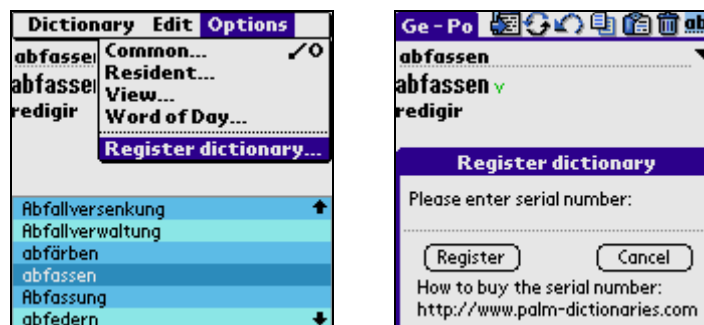 Dictionary Edit Options
abfassen
Common... /O
Resident...
abfassen
View...
redigir
Word of Day...
Register dictionary...
Abfallversenkung
Abfallverwaltung
abfärben
abfassen
Abfassung
abfedern
Ge - Po
abfassen
abfassen v
redigir
Register dictionary
Please enter serial number:
Register Cancel
How to buy the serial number:
http://www.palm-dictionaries.com